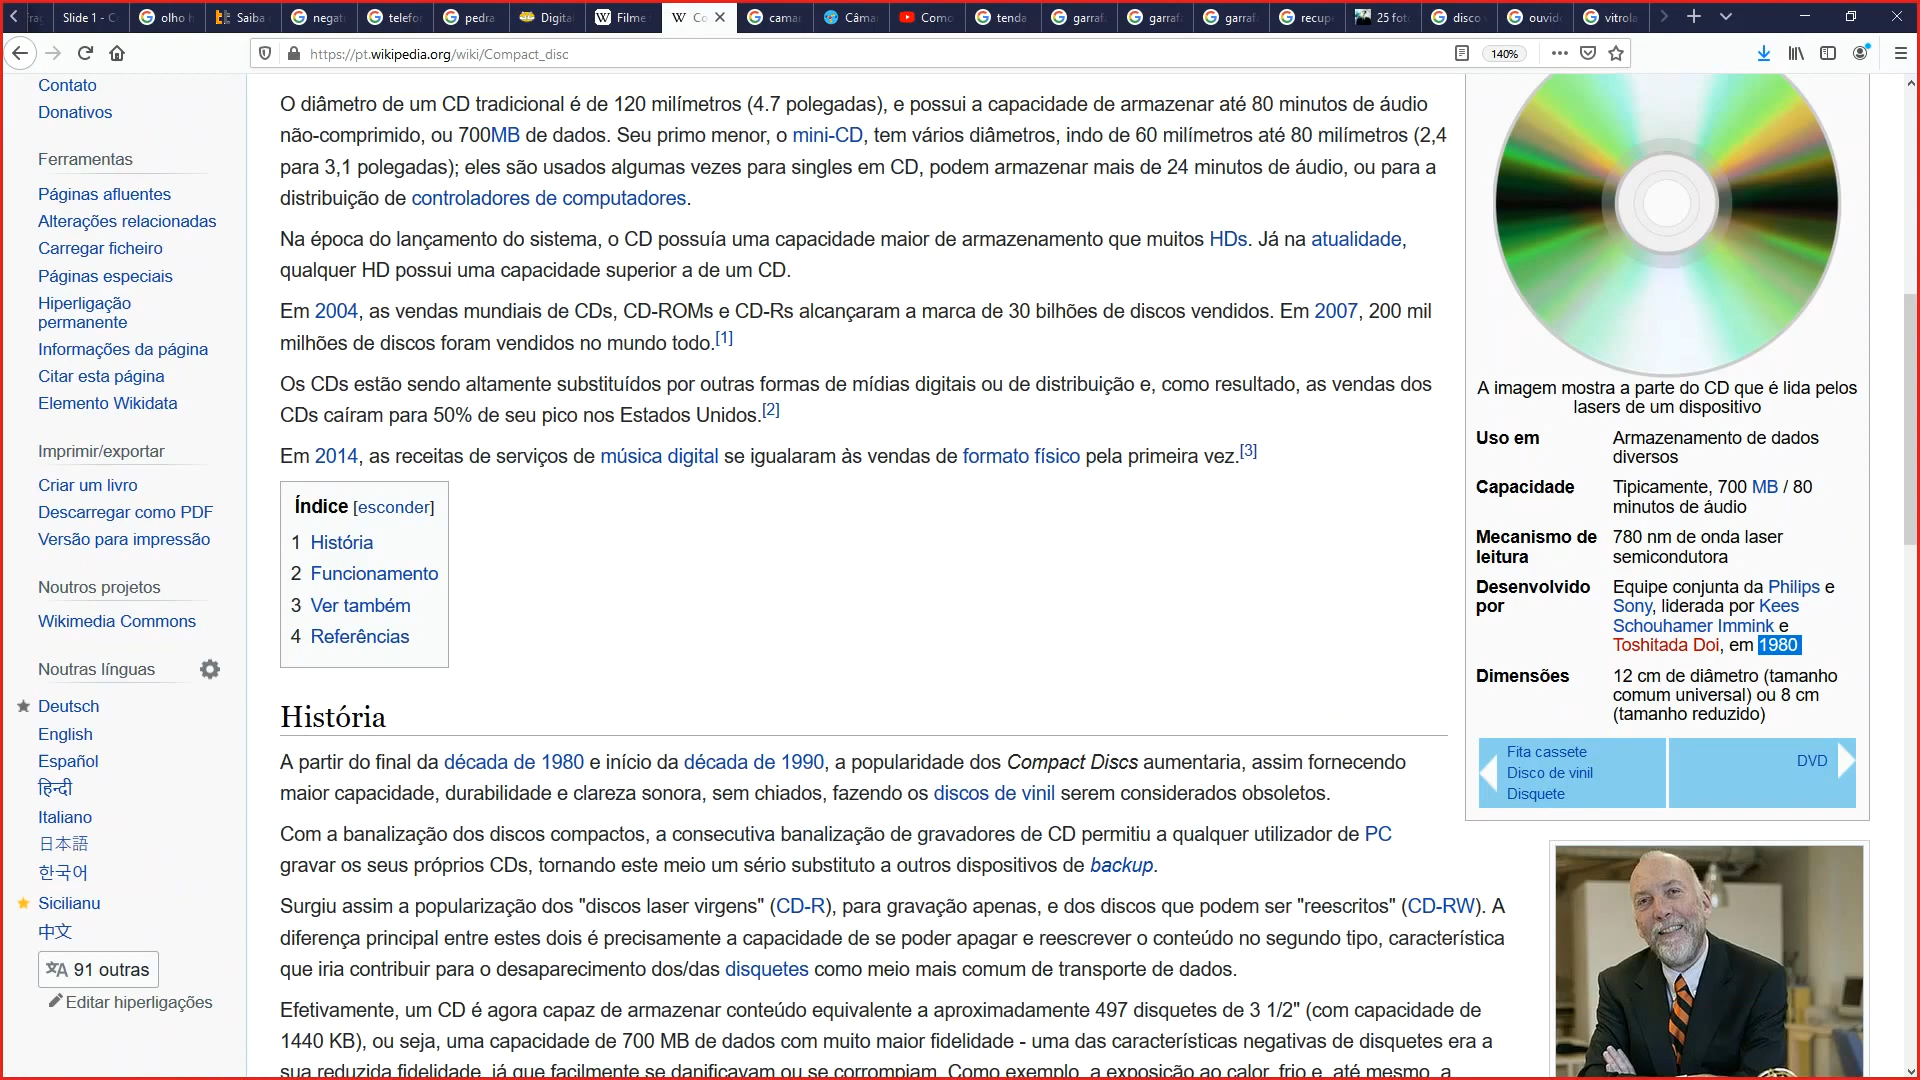 Slide 1 - C
olho h
Saiba
negati
telefor
pedra
Digita
Filme
Co
camar
Câma
Como
tenda
garrafa
garrafa
garrafa
recupe
25 foto
disco
ouvido
vitrola
https://pt.wikipedia.org/wiki/Compact_disc
140%
Contato
Donativos
Ferramentas
Páginas afluentes
Alterações relacionadas
Carregar ficheiro
Páginas especiais
Hiperligação
permanente
Informações da página
Citar esta página
Elemento Wikidata
Imprimir/exportar
Criar um livro
Descarregar como PDF
Versão para impressão
Noutros projetos
Wikimedia Commons
Noutras línguas
Deutsch
English
Español
हिन्दी
Italiano
日本語
한국어
Sicilianu
中文
91 outras
Editar hiperligações
O diâmetro de um CD tradicional é de 120 milímetros (4.7 polegadas), e possui a capacidade de armazenar até 80 minutos de áudio
não-comprimido, ou 700MB de dados. Seu primo menor, o mini-CD, tem vários diâmetros, indo de 60 milímetros até 80 milímetros (2,4
para 3,1 polegadas); eles são usados algumas vezes para singles em CD, podem armazenar mais de 24 minutos de áudio, ou para a
distribuição de controladores de computadores.
Na época do lançamento do sistema, o CD possuía uma capacidade maior de armazenamento que muitos HDs. Já na atualidade,
qualquer HD possui uma capacidade superior a de um CD.
Em 2004, as vendas mundiais de CDs, CD-ROMs e CD-Rs alcançaram a marca de 30 bilhões de discos vendidos. Em 2007, 200 mil
milhões de discos foram vendidos no mundo todo.[1]
Os CDs estão sendo altamente substituídos por outras formas de mídias digitais ou de distribuição e, como resultado, as vendas dos
CDs caíram para 50% de seu pico nos Estados Unidos.[2]
Em 2014, as receitas de serviços de música digital se igualaram às vendas de formato físico pela primeira vez.[3]
Índice [esconder]
1 História
2 Funcionamento
3 Ver também
4 Referências
História
A partir do final da década de 1980 e início da década de 1990, a popularidade dos Compact Discs aumentaria, assim fornecendo
maior capacidade, durabilidade e clareza sonora, sem chiados, fazendo os discos de vinil serem considerados obsoletos.
Com a banalização dos discos compactos, a consecutiva banalização de gravadores de CD permitiu a qualquer utilizador de PC
gravar os seus próprios CDs, tornando este meio um sério substituto a outros dispositivos de backup.
Surgiu assim a popularização dos "discos laser virgens" (CD-R), para gravação apenas, e dos discos que podem ser "reescritos" (CD-RW). A
diferença principal entre estes dois é precisamente a capacidade de se poder apagar e reescrever o conteúdo no segundo tipo, característica
que iria contribuir para o desaparecimento dos/das disquetes como meio mais comum de transporte de dados.
Efetivamente, um CD é agora capaz de armazenar conteúdo equivalente a aproximadamente 497 disquetes de 3 1/2" (com capacidade de
1440 KB), ou seja, uma capacidade de 700 MB de dados com muito maior fidelidade - uma das características negativas de disquetes era a
sua reduzida fidelidade, já que facilmente se danificavam ou se corrompiam. Como exemplo, a exposição ao calor, frio e, até mesmo, a
A imagem mostra a parte do CD que é lida pelos
lasers de um dispositivo
Uso em Armazenamento de dados
diversos
Capacidade Tipicamente, 700 MB / 80
minutos de áudio
Mecanismo de 780 nm de onda laser
leitura semicondutora
Desenvolvido Equipe conjunta da Philips e
por Sony, liderada por Kees
Schouhamer Immink e
Toshitada Doi, em 1980
Dimensões 12 cm de diâmetro (tamanho
comum universal) ou 8 cm
(tamanho reduzido)
Fita cassete
Disco de vinil
Disquete
DVD